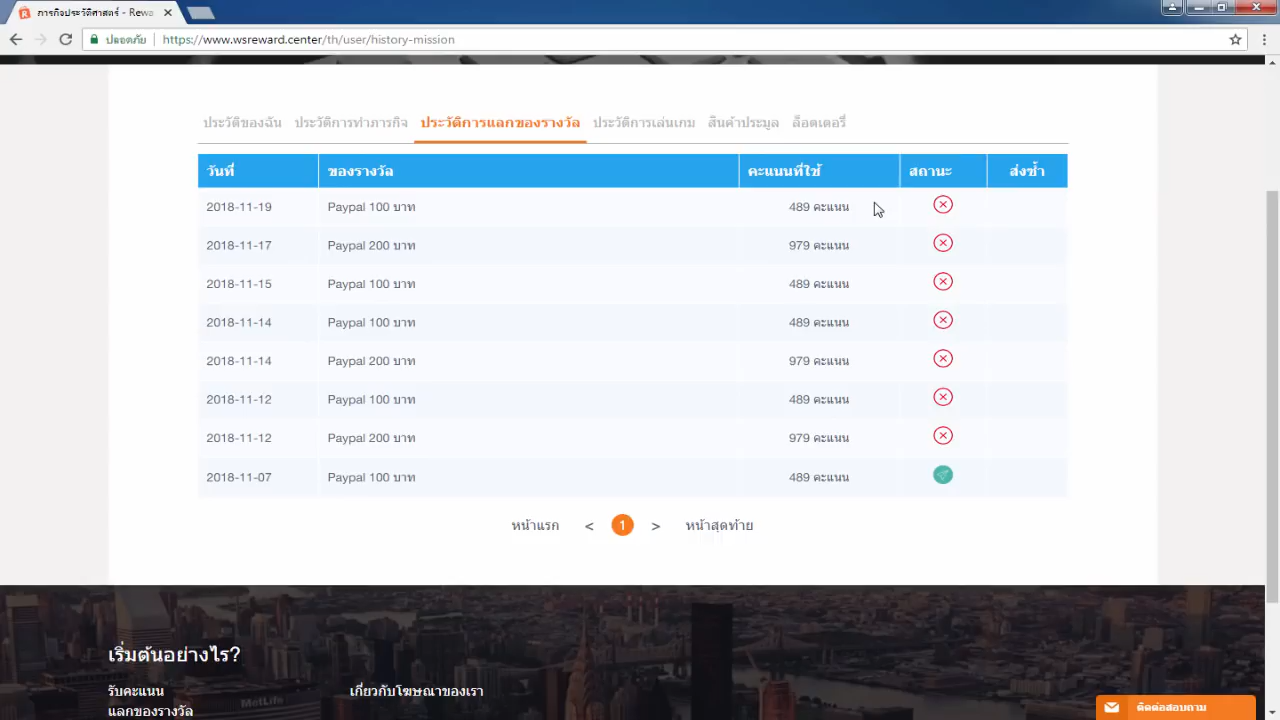 ภารกิจประวัติศาสตร์ - Rewa
ปลอดภัย https://www.wsreward.center/th/user/history-mission
ประวัติของฉัน ประวัติการทำภารกิจ ประวัติการแลกของรางวัล ประวัติการเล่นเกม สินค้าประมูล ล็อตเตอรี่
วันที่ ของรางวัล คะแนนที่ใช้ สถานะ ส่งซ้ำ
2018-11-19 Paypal 100 บาท 489 คะแนน
2018-11-17 Paypal 200 บาท 979 คะแนน
2018-11-15 Paypal 100 บาท 489 คะแนน
2018-11-14 Paypal 100 บาท 489 คะแนน
2018-11-14 Paypal 200 บาท 979 คะแนน
2018-11-12 Paypal 100 บาท 489 คะแนน
2018-11-12 Paypal 200 บาท 979 คะแนน
2018-11-07 Paypal 100 บาท 489 คะแนน
หน้าแรก < 1 > หน้าสุดท้าย
เริ่มต้นอย่างไร?
รับคะแนน เกี่ยวกับโฆษณาของเรา
แลกของรางวัล
MetLife
ติดต่อสอบถาม